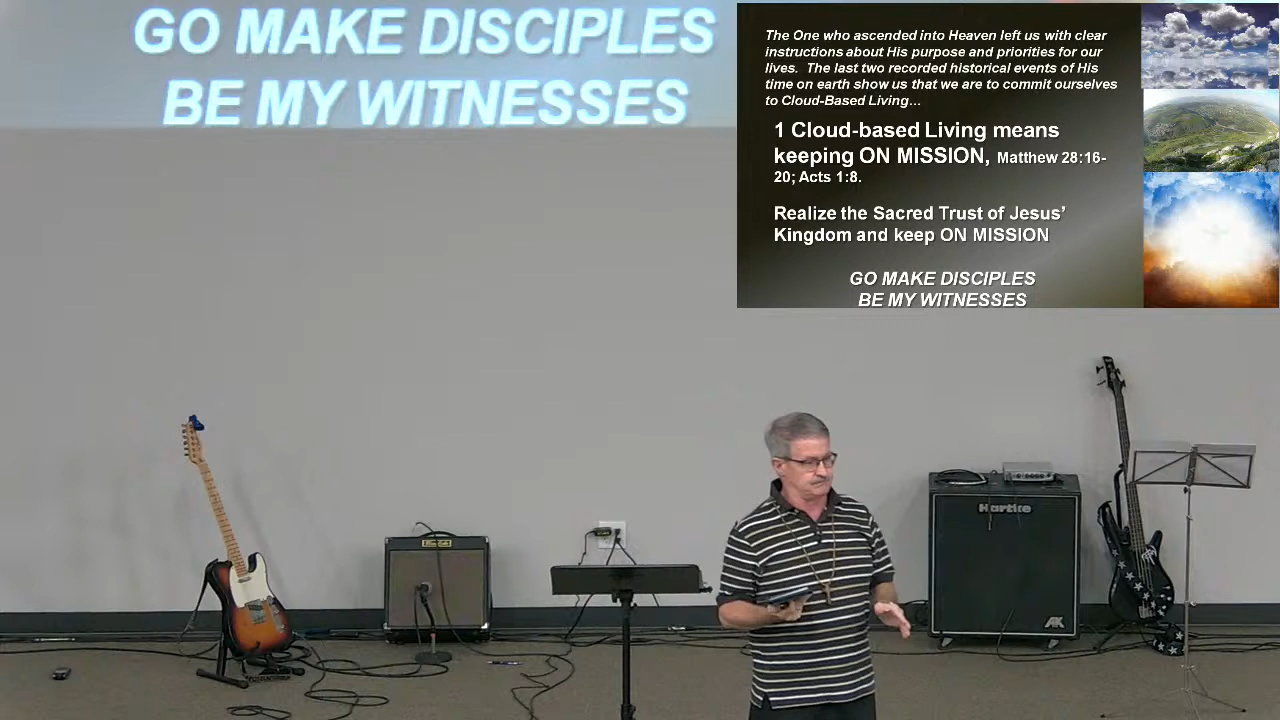 GO MAKE DISCIPLES
BE MY WITNESSES
The One who ascended into Heaven left us with clear
instructions about His purpose and priorities for our
lives. The last two recorded historical events of His
time on earth show us that we are to commit ourselves
to Cloud-Based Living...
1 Cloud-based Living means
keeping ON MISSION, Matthew 28:16-
20; Acts 1:8.
Realize the Sacred Trust of Jesus'
Kingdom and keep ON MISSION
GO MAKE DISCIPLES
BE MY WITNESSES
Hartke
AK